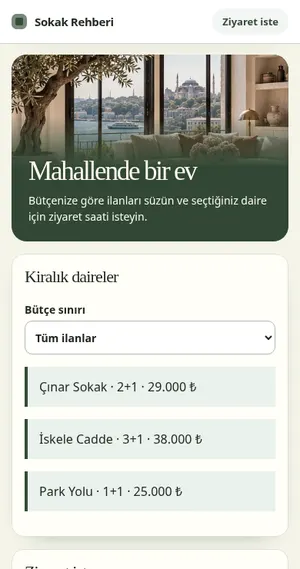 Sokak Rehberi
Ziyaret iste
Mahallende bir ev
Bütçenize göre ilanları süzün ve seçtiğiniz daire
için ziyaret saati isteyin.
Kiralık daireler
Bütçe sınırı
Tüm ilanlar
Çınar Sokak · 2+1 · 29.000 ₺
İskele Cadde · 3+1 · 38.000 ₺
Park Yolu · 1+1 · 25.000 ₺